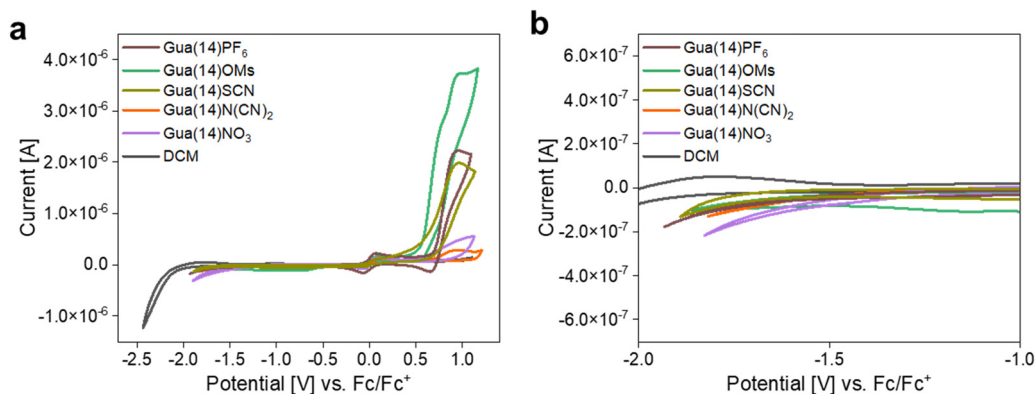 a
Gua(14)PF₆
Gua(14)OMs
Gua(14)SCN
Gua(14)N(CN)₂
Gua(14)NO₃
DCM
4.0×10⁻⁶
3.0×10⁻⁶
2.0×10⁻⁶
1.0×10⁻⁶
0.0
-1.0×10⁻⁶
Current [A]
-2.5 -2.0 -1.5 -1.0 -0.5 0.0 0.5 1.0
Potential [V] vs. Fc/Fc⁺
b
Gua(14)PF₆
Gua(14)OMs
Gua(14)SCN
Gua(14)N(CN)₂
Gua(14)NO₃
DCM
6.0×10⁻⁷
4.0×10⁻⁷
2.0×10⁻⁷
0.0
-2.0×10⁻⁷
-4.0×10⁻⁷
-6.0×10⁻⁷
Current [A]
-2.0 -1.5 -1.0
Potential [V] vs. Fc/Fc⁺